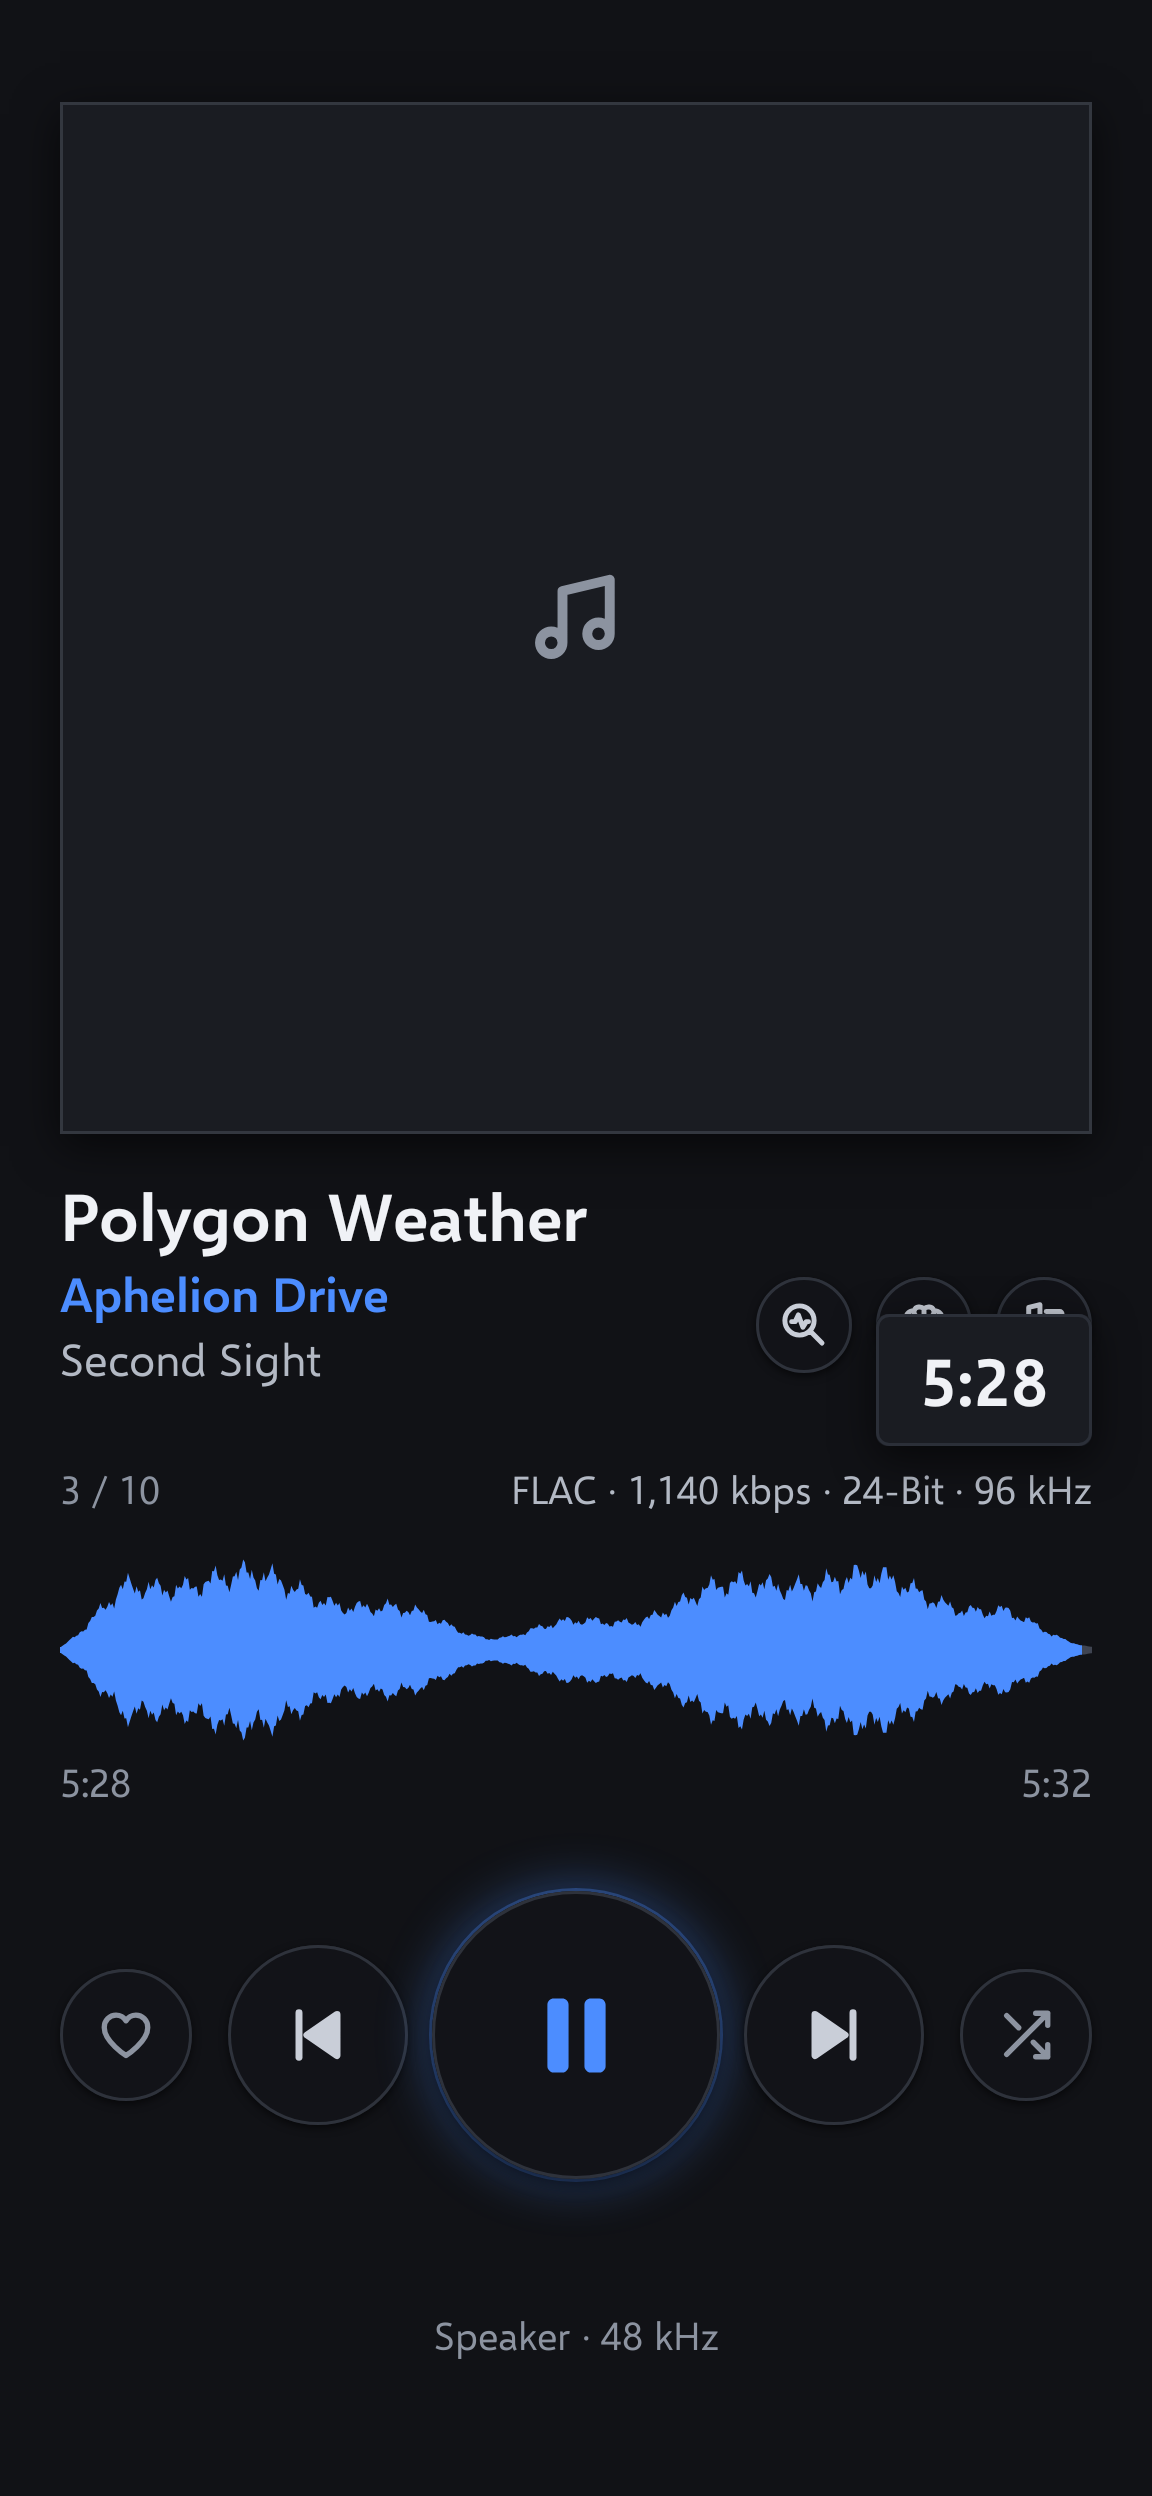 Polygon Weather
Aphelion Drive
Second Sight
5:28
3 / 10
FLAC · 1,140 kbps · 24-Bit · 96 kHz
5:28
5:32
Speaker · 48 kHz